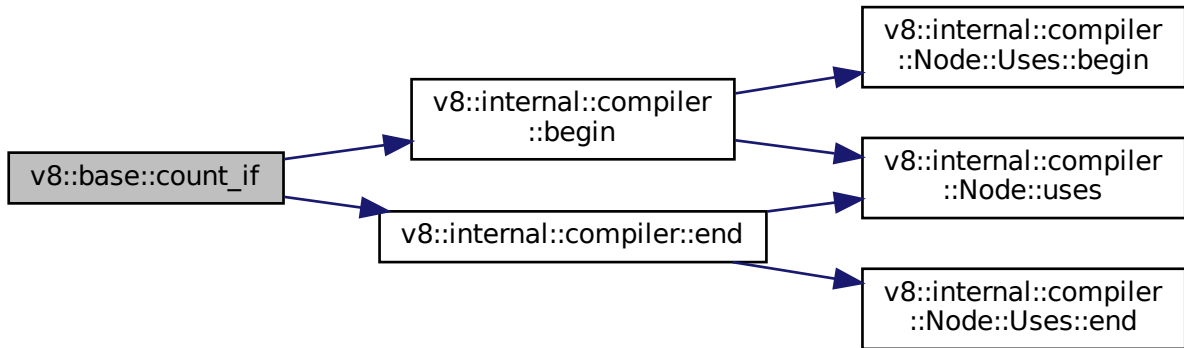 v8::base::count_if
v8::internal::compiler
::begin
v8::internal::compiler::end
v8::internal::compiler
::Node::Uses::begin
v8::internal::compiler
::Node::uses
v8::internal::compiler
::Node::Uses::end